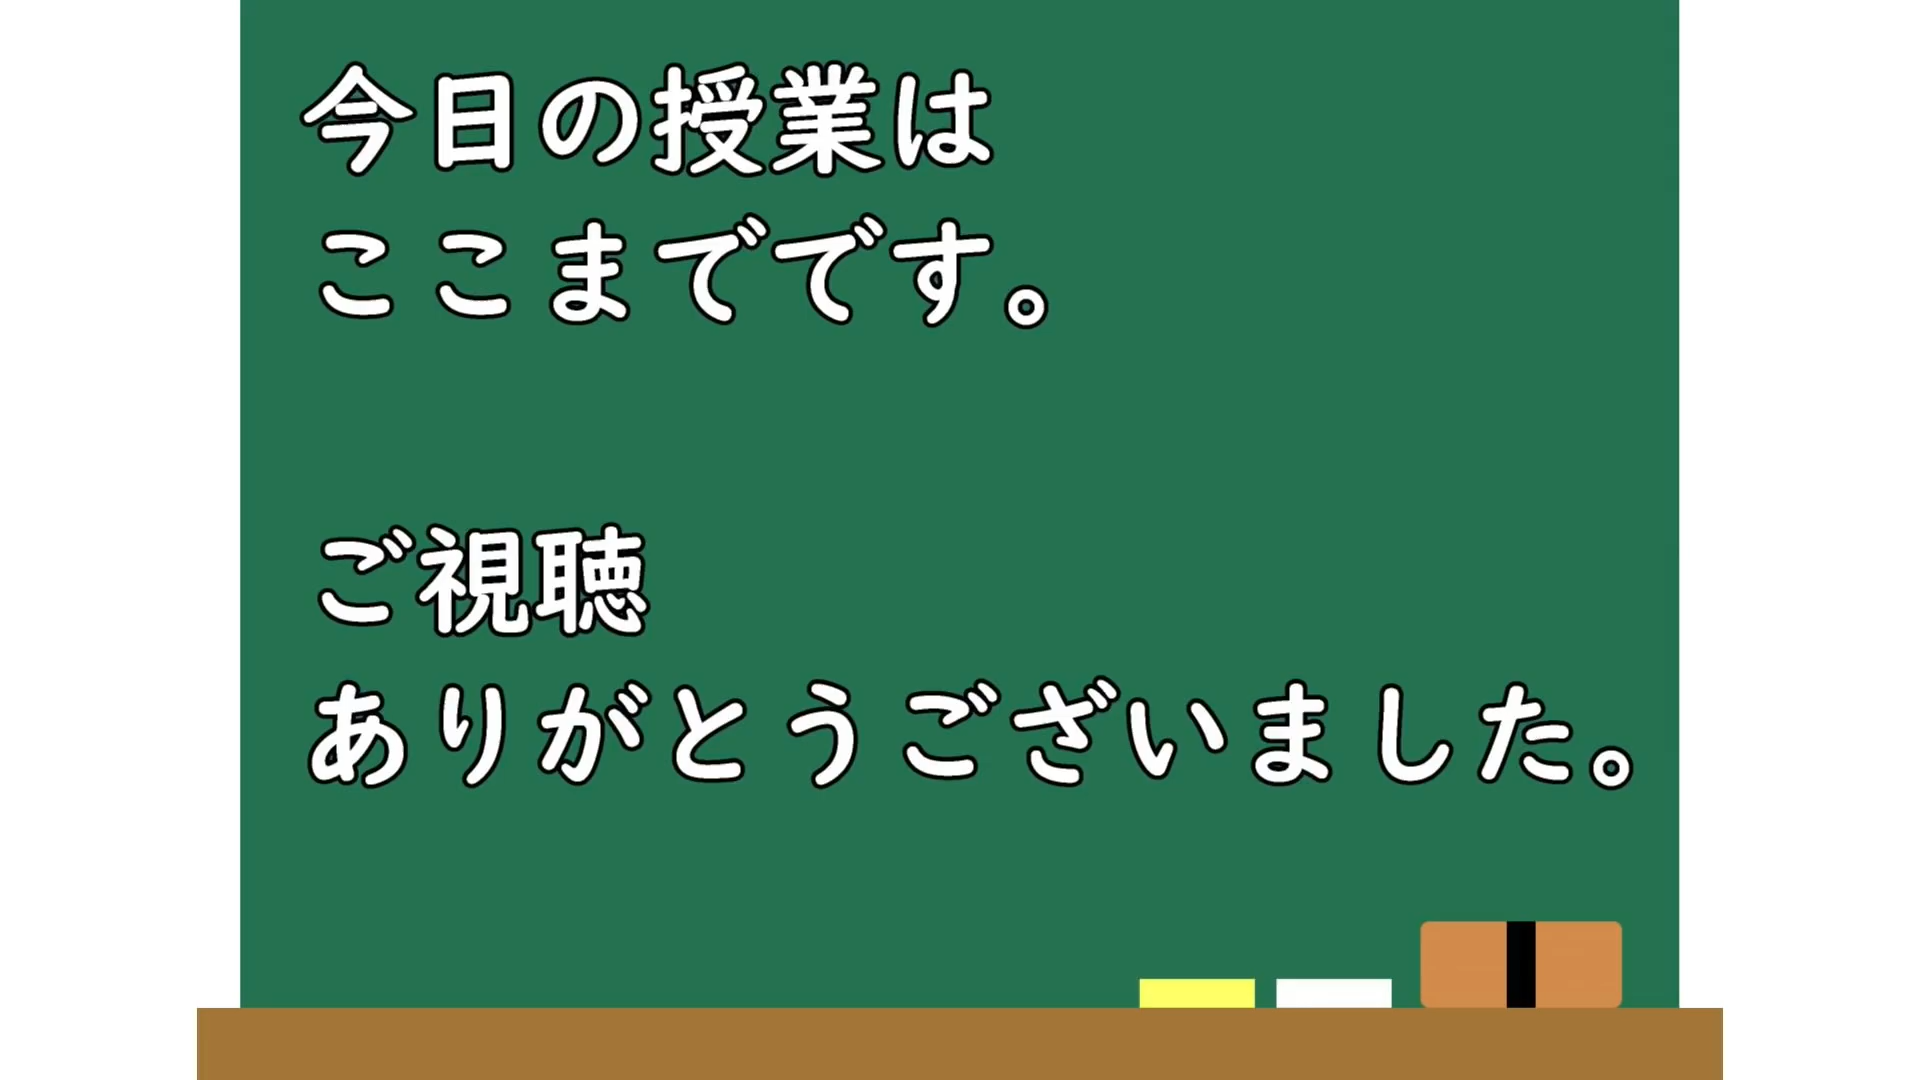 今日の授業は
ここまでです。
ご視聴
ありがとうございました。